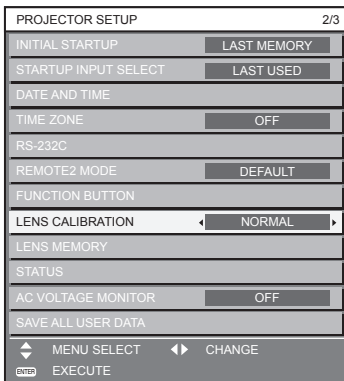 PROJECTOR SETUP 2/3
INITIAL STARTUP LAST MEMORY
STARTUP INPUT SELECT LAST USED
DATE AND TIME
TIME ZONE OFF
RS-232C
REMOTE2 MODE DEFAULT
FUNCTION BUTTON
LENS CALIBRATION NORMAL
LENS MEMORY
STATUS
AC VOLTAGE MONITOR OFF
SAVE ALL USER DATA
MENU SELECT CHANGE
ENTER EXECUTE